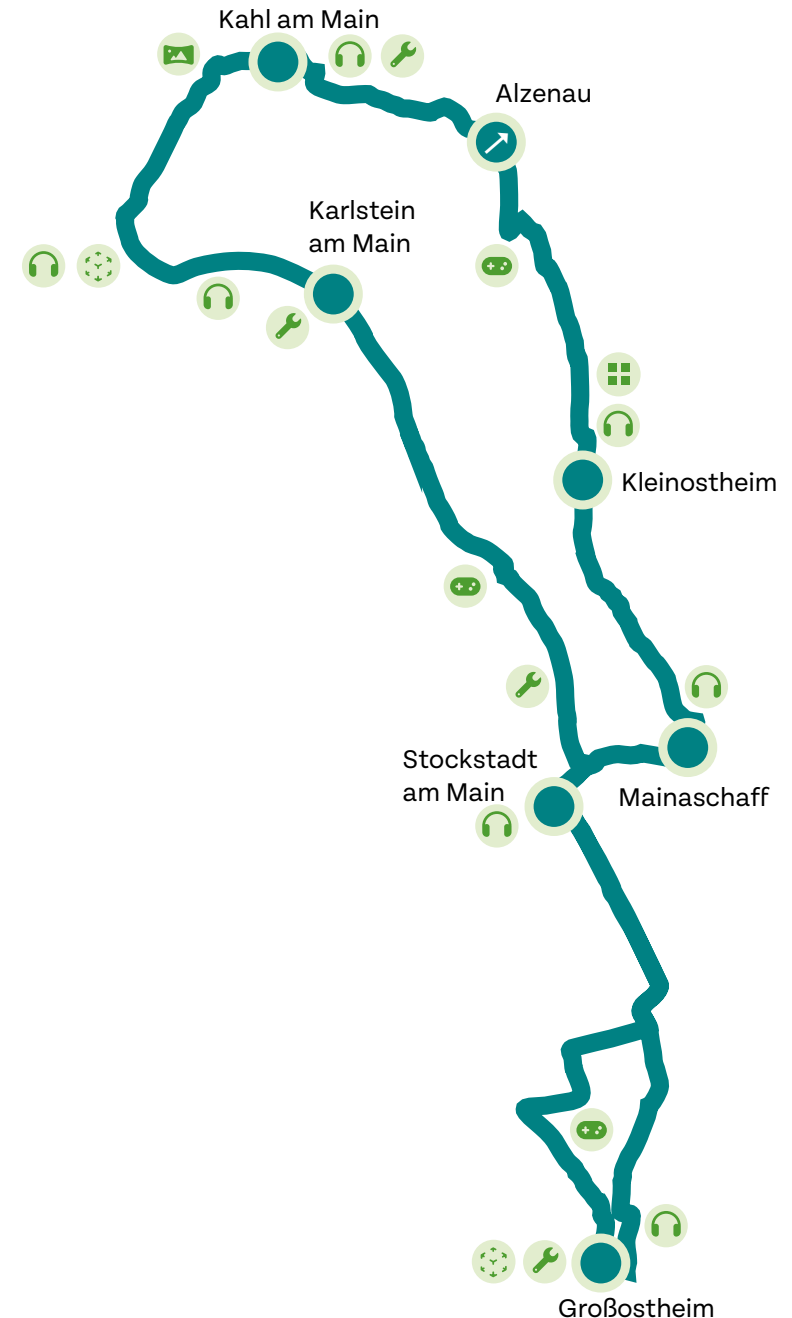 Kahl am Main
Alzenau
Karlstein
am Main
Kleinostheim
Stockstadt
am Main
Mainaschaff
Großostheim